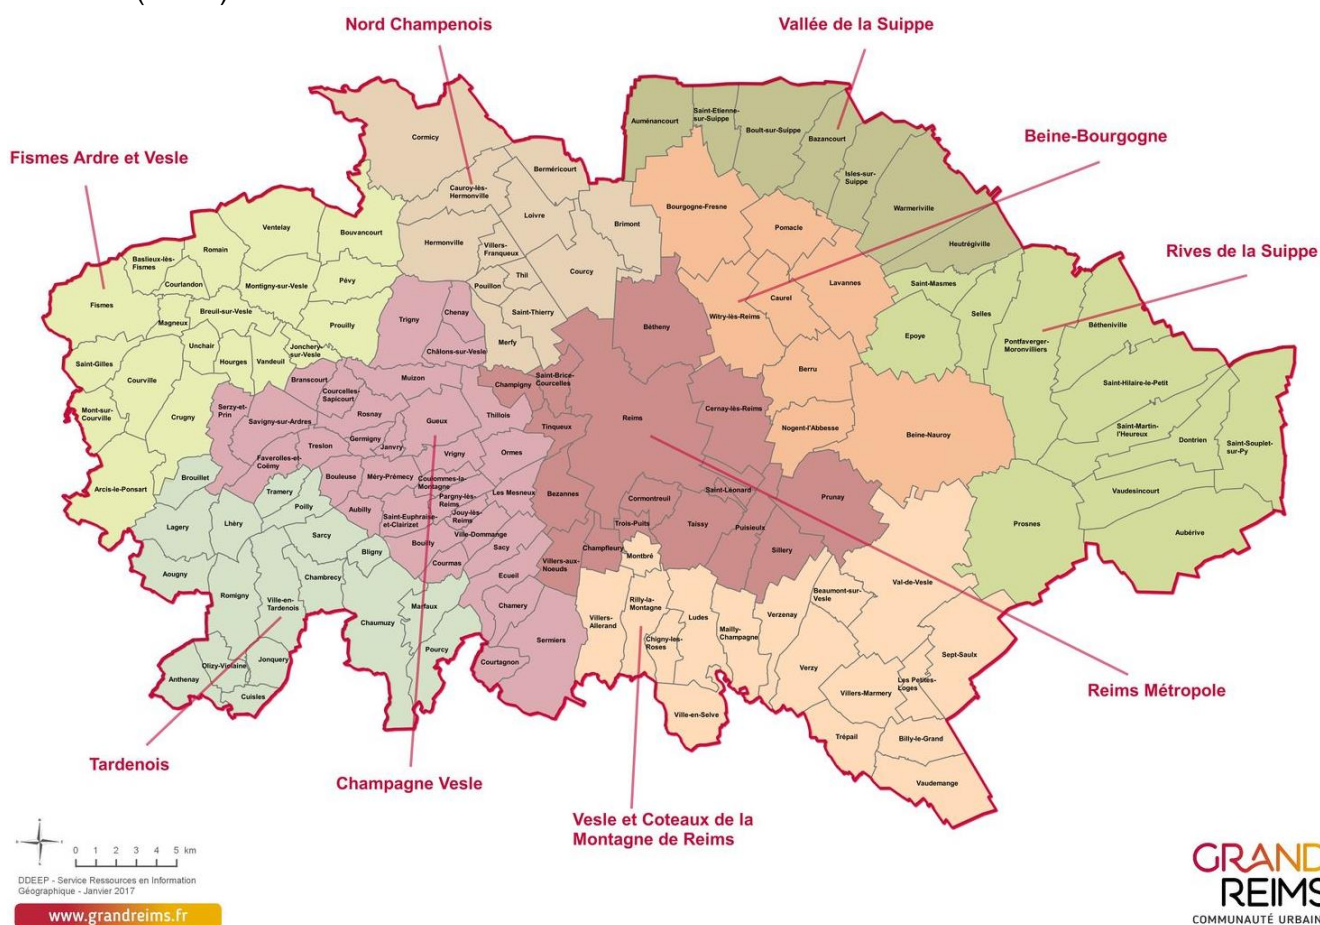 Nord Champenois
Vallée de la Suippe
Beine-Bourgogne
Fismes Ardre et Vesle
Rives de la Suippe
Cormicy
Cauroy-lès-
Hermonville
Berméricourt
Loivre
Brimont
Hermonville
Villers-
Franqueux
Courcy
Thil
Pouillon
Saint-Thierry
Merfy
Auménancourt
Saint-Etienne-
sur-Suippe
Boult-sur-Suippe
Bazancourt
Isles-sur-
Suippe
Warmeriville
Heutrégiville
Bourgogne-Fresne
Pomacle
Lavannes
Caurel
Witry-lès-Reims
Berru
Nogent-l'Abbesse
Beine-Nauroy
Saint-Masmes
Selles
Epoye
Pontfaverger-
Moronvilliers
Bétheniville
Saint-Hilaire-le-Petit
Saint-Martin-
l'Heureux
Dontrien
Saint-Souplet-
sur-Py
Vaudesincourt
Aubérive
Prosnes
Ventelay
Bouvancourt
Romain
Baslieux-lès-
Fismes
Courlandon
Montigny-sur-Vesle
Pévy
Fismes
Breuil-sur-Vesle
Magneux
Prouilly
Unchair
Hourges
Vandeuil
Jonchery-
sur-Vesle
Saint-Gilles
Courville
Mont-sur-
Courville
Crugny
Arcis-le-Ponsart
Trigny
Chenay
Châlons-sur-Vesle
Branscourt
Courcelles-
Sapicourt
Muizon
Serzy-et-
Prin
Savigny-sur-Ardres
Rosnay
Gueux
Thillois
Germigny
Janvry
Treslon
Vrigny
Ormes
Faverolles-et-
Coëmy
Bouleuse
Méry-Prémecy
Coulommes-la-
Montagne
Pargny-lès-
Reims
Les Mesneux
Aubilly
Saint-Euphraise-
et-Clairizet
Jouy-lès-
Reims
Ville-Dommange
Bouilly
Sacy
Courmas
Ecueil
Chamery
Sermiers
Courtagnon
Bétheny
Champigny
Saint-Brice-
Courcelles
Reims
Cernay-lès-Reims
Tinqueux
Bezannes
Cormontreuil
Saint-Léonard
Prunay
Trois-Puits
Taissy
Puisieulx
Sillery
Champfleury
Villers-aux-
Noeuds
Brouillet
Tramery
Poilly
Lagery
Lhéry
Sarcy
Bligny
Aougny
Romigny
Chambrecy
Ville-en-
Tardenois
Chaumuzy
Marfaux
Pourcy
Anthenay
Olizy-Violaine
Jonquery
Cuisles
Montbré
Villers-
Allerand
Rilly-la-
Montagne
Chigny-les-
Roses
Ludes
Mailly-
Champagne
Verzenay
Beaumont-sur-
Vesle
Val-de-Vesle
Verzy
Sept-Saulx
Villers-Marmery
Les Petites-
Loges
Ville-en-Selve
Trépail
Billy-le-Grand
Vaudemange
Reims Métropole
Tardenois
Champagne Vesle
Vesle et Coteaux de la
Montagne de Reims
0 1 2 3 4 5 km
DDEEP - Service Ressources en Information
Géographique - Janvier 2017
www.grandreims.fr
GRAND
REIMS
COMMUNAUTÉ URBAIN